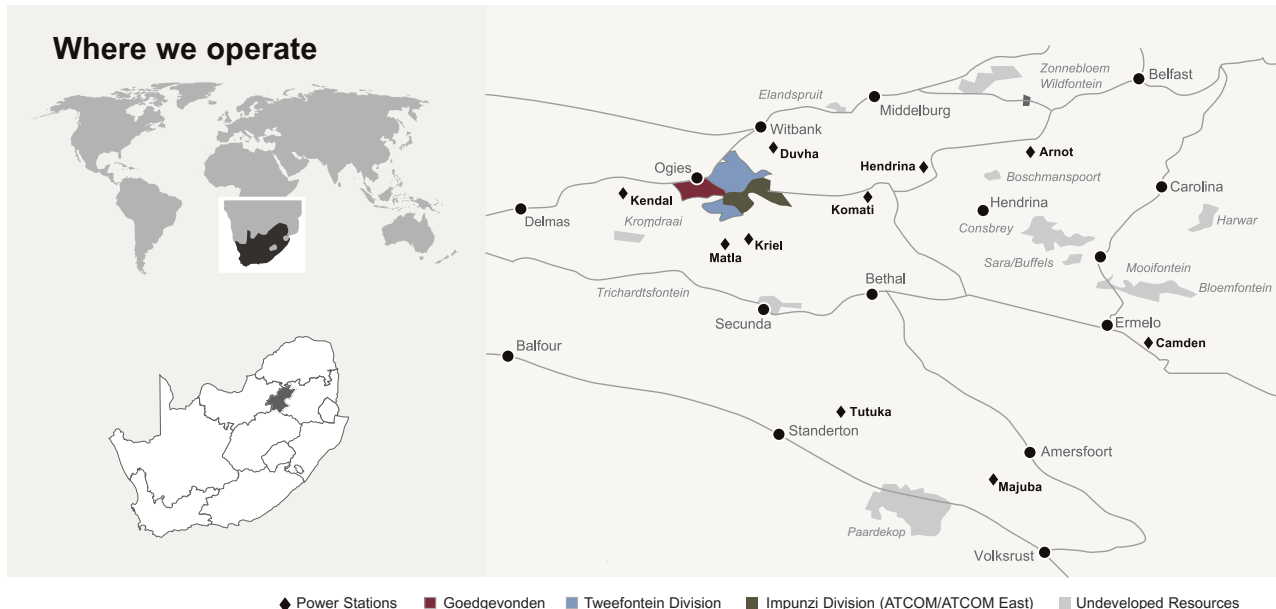 Where we operate
Zonnebloem
Wildfontein
Belfast
Elandspruit
Middelburg
Witbank
Duvha
Arnot
Ogies
Hendrina
Boschmanspoort
Kendal
Komati
Hendrina
Carolina
Delmas
Kromdraai
Consbrey
Harwar
Matla
Kriel
Sara/Buffels
Mooifontein
Trichardtsfontein
Bethal
Bloemfontein
Secunda
Ermelo
Balfour
Camden
Tutuka
Standerton
Amersfoort
Majuba
Paardekop
Volksrust
Power Stations
Goedgevonden
Tweefontein Division
Impunzi Division (ATCOM/ATCOM East)
Undeveloped Resources